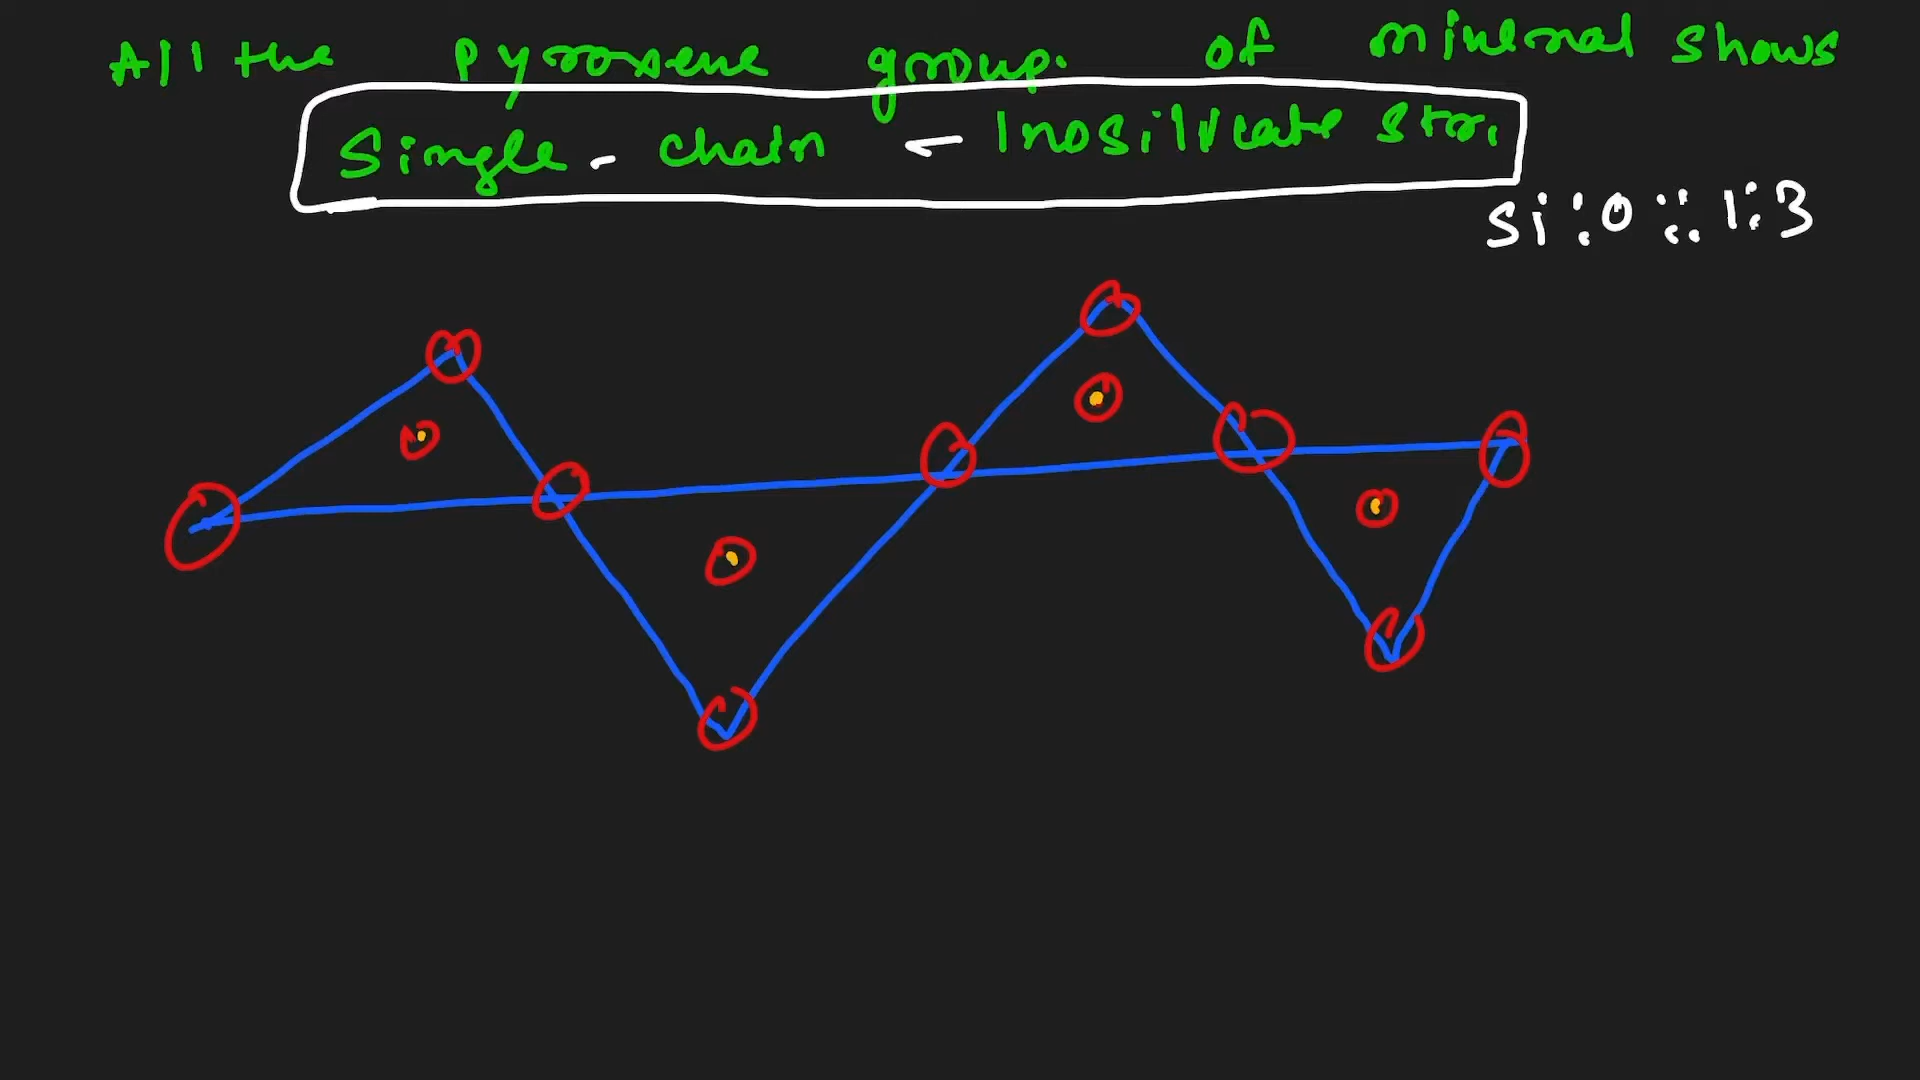 All the pyroxene group. of mineral shows
Single - chain - Inosilicate Str.
Si:O :: 1:3